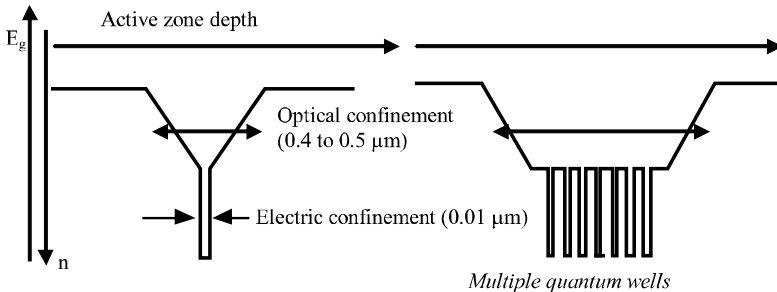 Active zone depth
E_g
Optical confinement
(0.4 to 0.5 µm)
Electric confinement (0.01 µm)
n
Multiple quantum wells